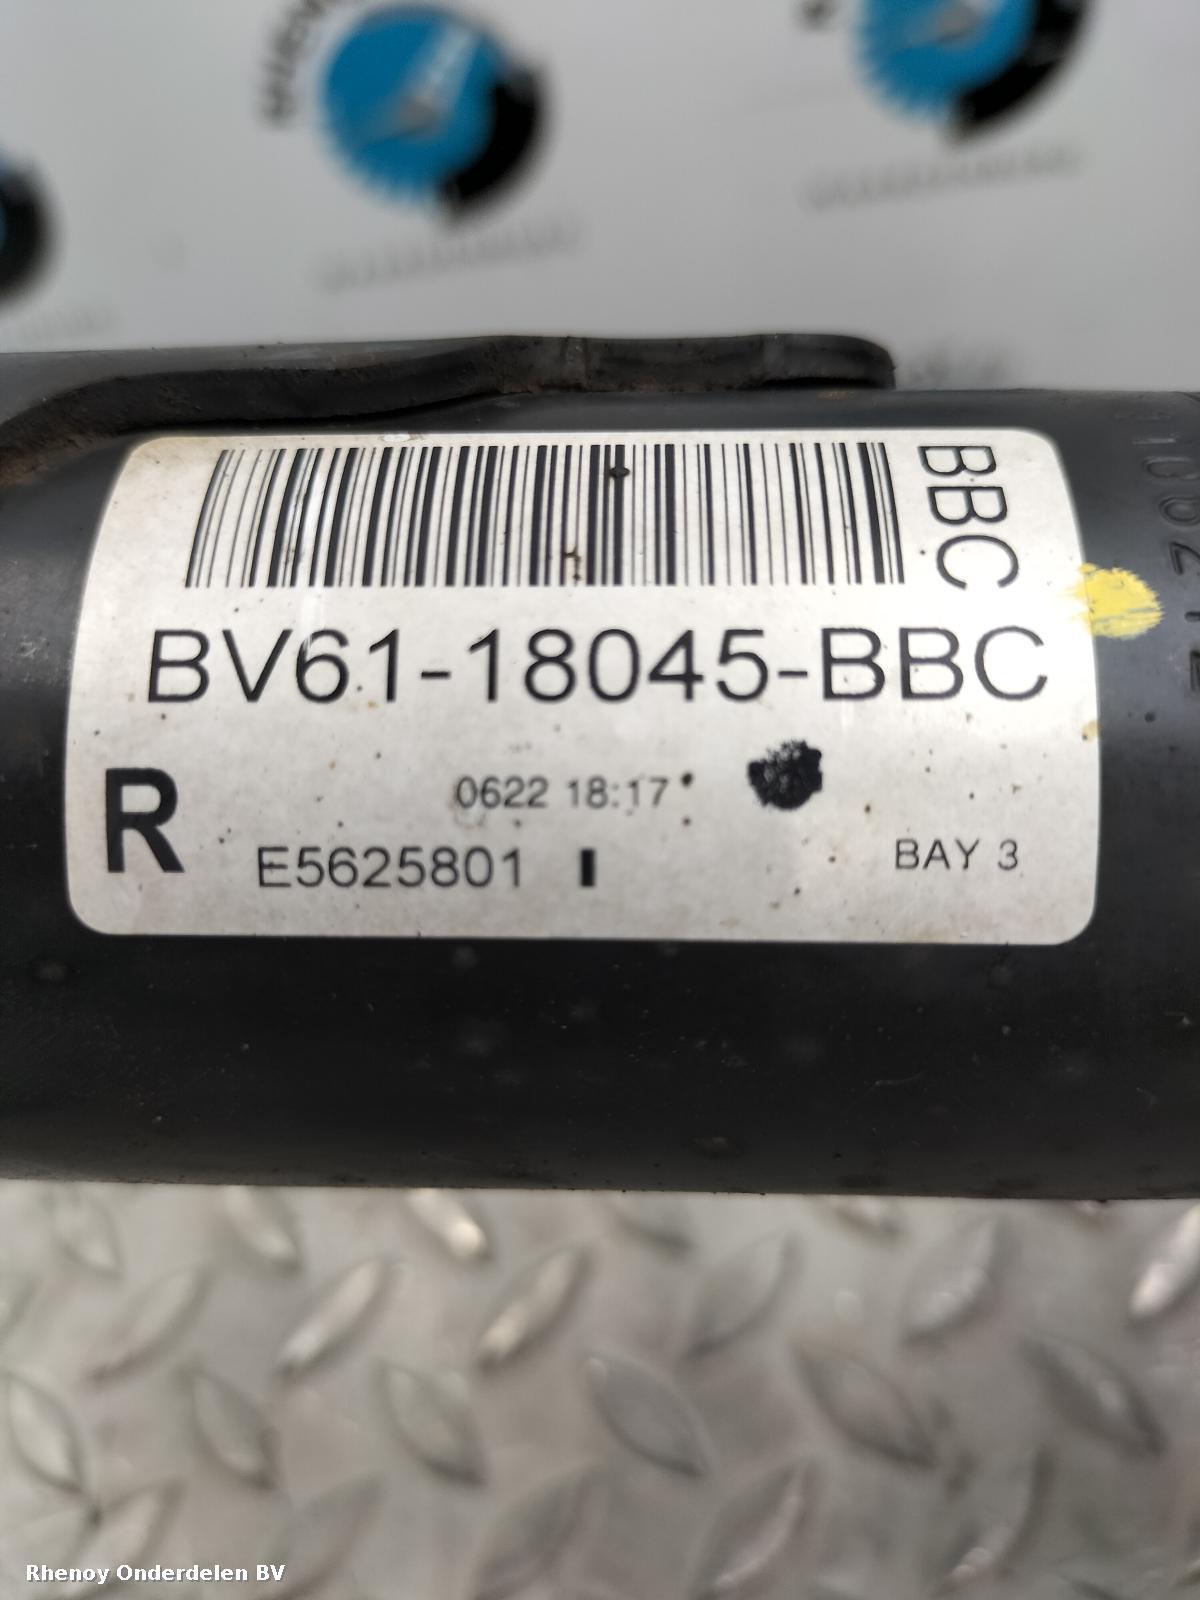 BBC
BV61-18045-BBC
R
0622 18:17
E5625801
BAY 3
Rhenoy Onderdelen BV